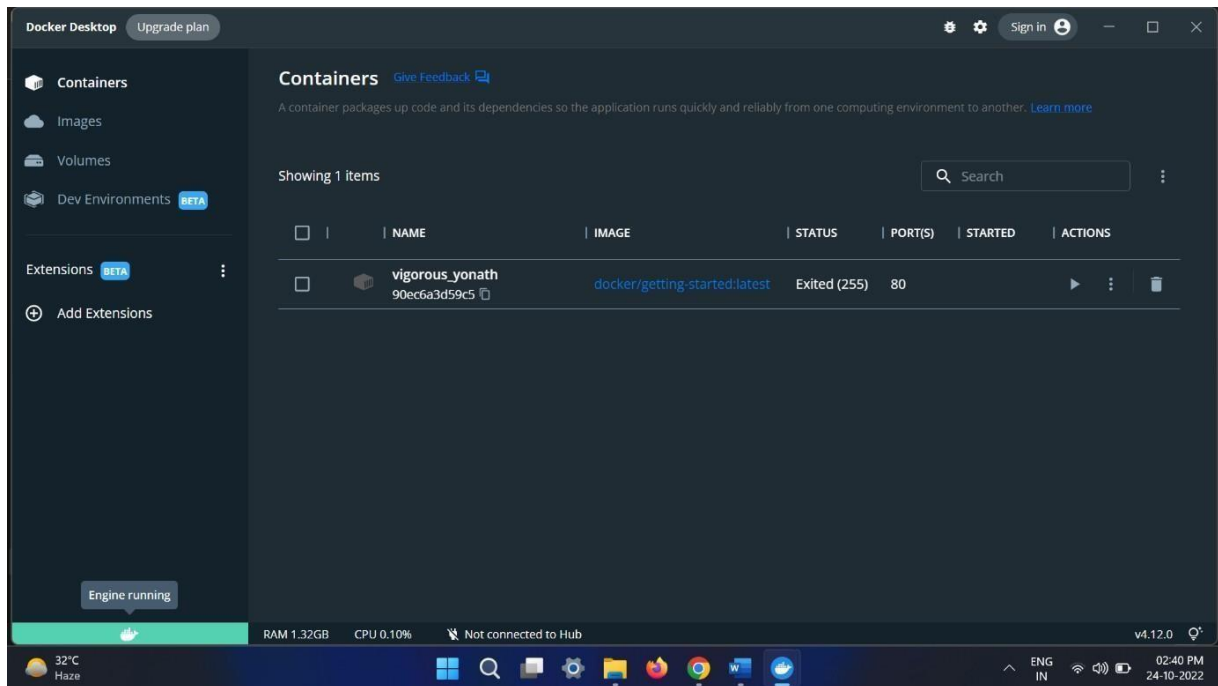 Docker Desktop Upgrade plan Sign in
Containers
Images
Volumes
Dev Environments BETA
Extensions BETA
Add Extensions
Containers Give Feedback
A container packages up code and its dependencies so the application runs quickly and reliably from one computing environment to another. Learn more
Showing 1 items Search
NAME IMAGE STATUS PORT(S) STARTED ACTIONS
vigorous_yonath
90ec6a3d59c5 docker/getting-started:latest Exited (255) 80
Engine running
RAM 1.32GB CPU 0.10% Not connected to Hub v4.12.0
32°C
Haze
W
ENG
IN
02:40 PM
24-10-2022